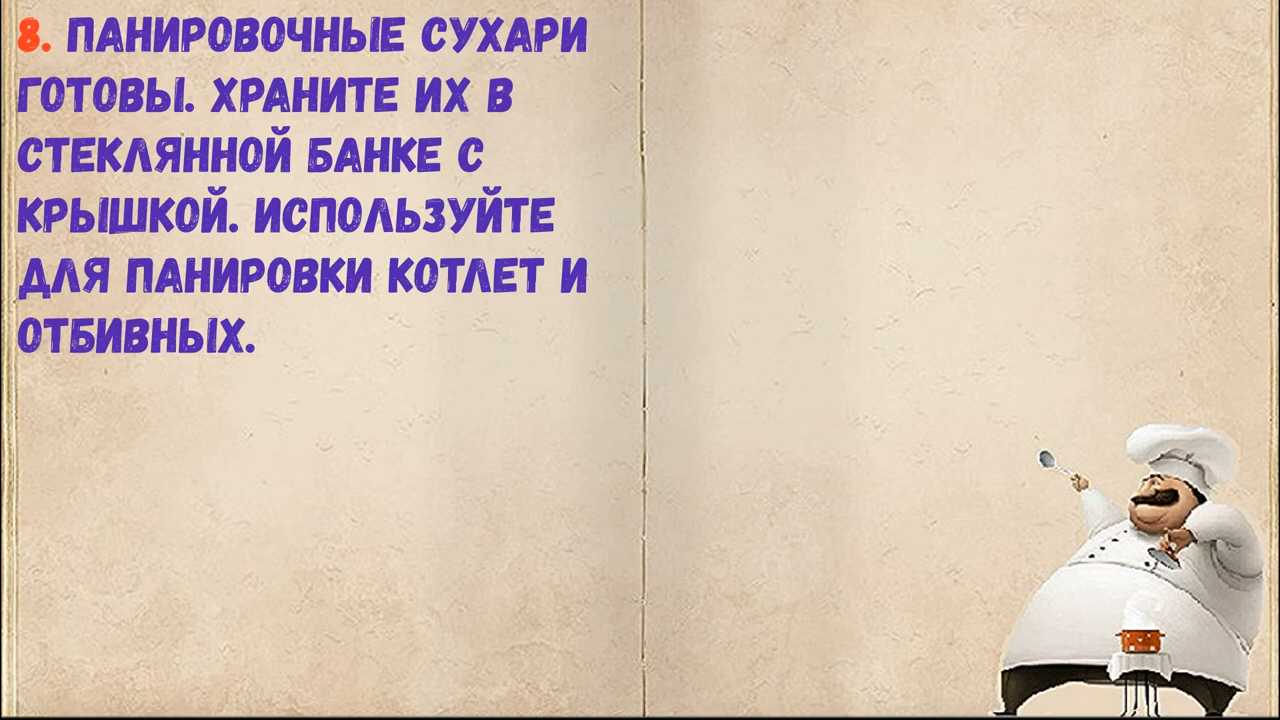 8. ПАНИРОВОЧНЫЕ СУХАРИ
ГОТОВЫ. ХРАНИТЕ ИХ В
СТЕКЛЯННОЙ БАНКЕ С
КРЫШКОЙ. ИСПОЛЬЗУЙТЕ
ДЛЯ ПАНИРОВКИ КОТЛЕТ И
ОТБИВНЫХ.